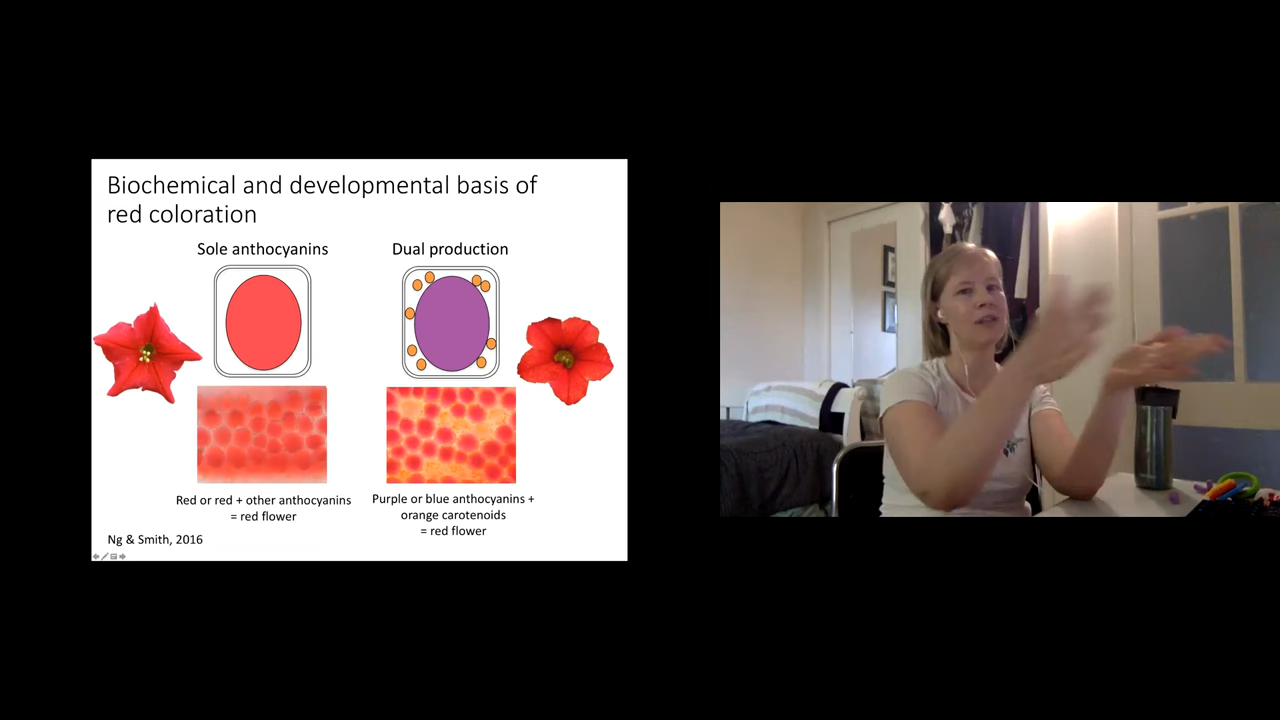 Biochemical and developmental basis of
red coloration
Sole anthocyanins
Dual production
Red or red + other anthocyanins
= red flower
Purple or blue anthocyanins +
orange carotenoids
= red flower
Ng & Smith, 2016